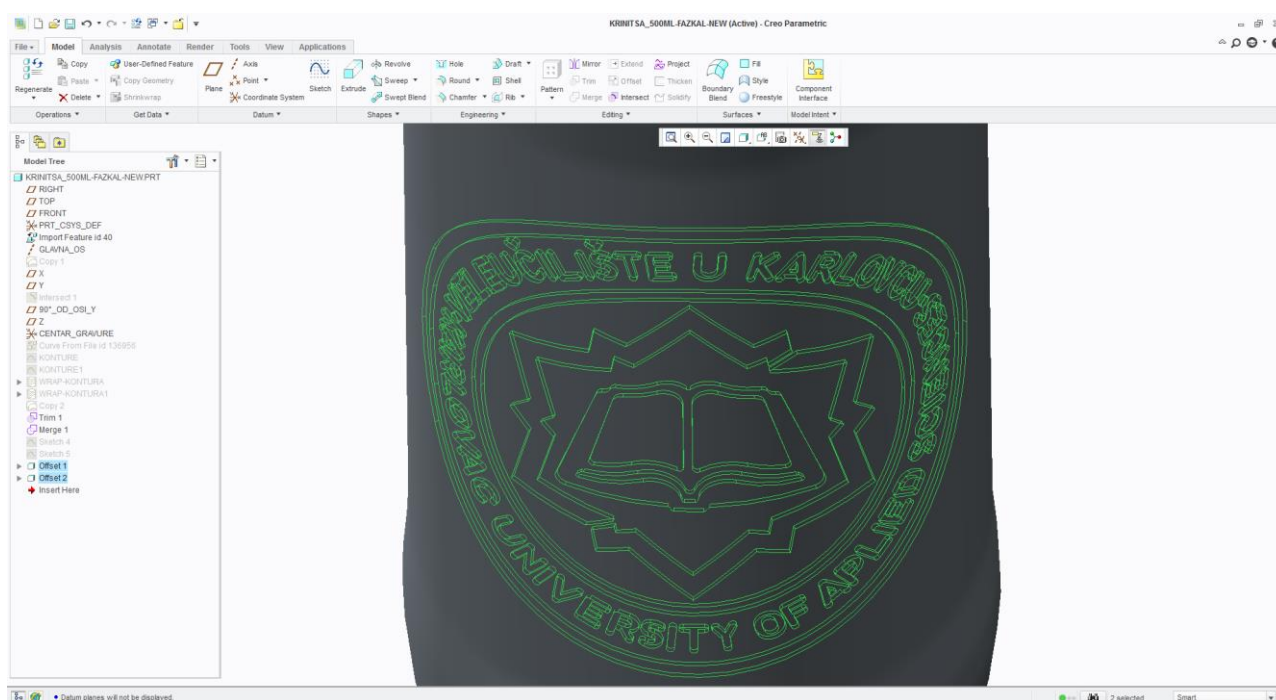 KRINITSA_500ML-FAZKAL-NEW (Active) - Creo Parametric
File Model Analysis Annotate Render Tools View Applications
Regenerate Copy Paste Delete User-Defined Feature Copy Geometry Shrinkwrap Plane Axis Point Coordinate System Sketch Extrude Revolve Sweep Swept Blend Hole Round Chamfer Draft Shell Rib Pattern Mirror Extend Project Trim Offset Thicken Merge Intersect Solidify Boundary Blend Fill Style Freestyle Component Interface
Operations Get Data Datum Shapes Engineering Editing Surfaces Model Intent
Model Tree
KRINITSA_500ML-FAZKAL-NEW.PRT
RIGHT
TOP
FRONT
PRT_CSYS_DEF
Import Feature id 40
GLAVNA_OS
Copy 1
X
Y
Intersect 1
90°_OD_OSI_Y
Z
CENTAR_GRAVURE
Curve From File id 136956
KONTURE
KONTURE1
WRAP-KONTURA
WRAP-KONTURA1
Copy 2
Trim 1
Merge 1
Sketch 4
Sketch 5
Offset 1
Offset 2
Insert Here
VELEUČILIŠTE U KARLOVCU
UNIVERSITY OF APLIED
Datum planes will not be displayed.
2 selected
Smart